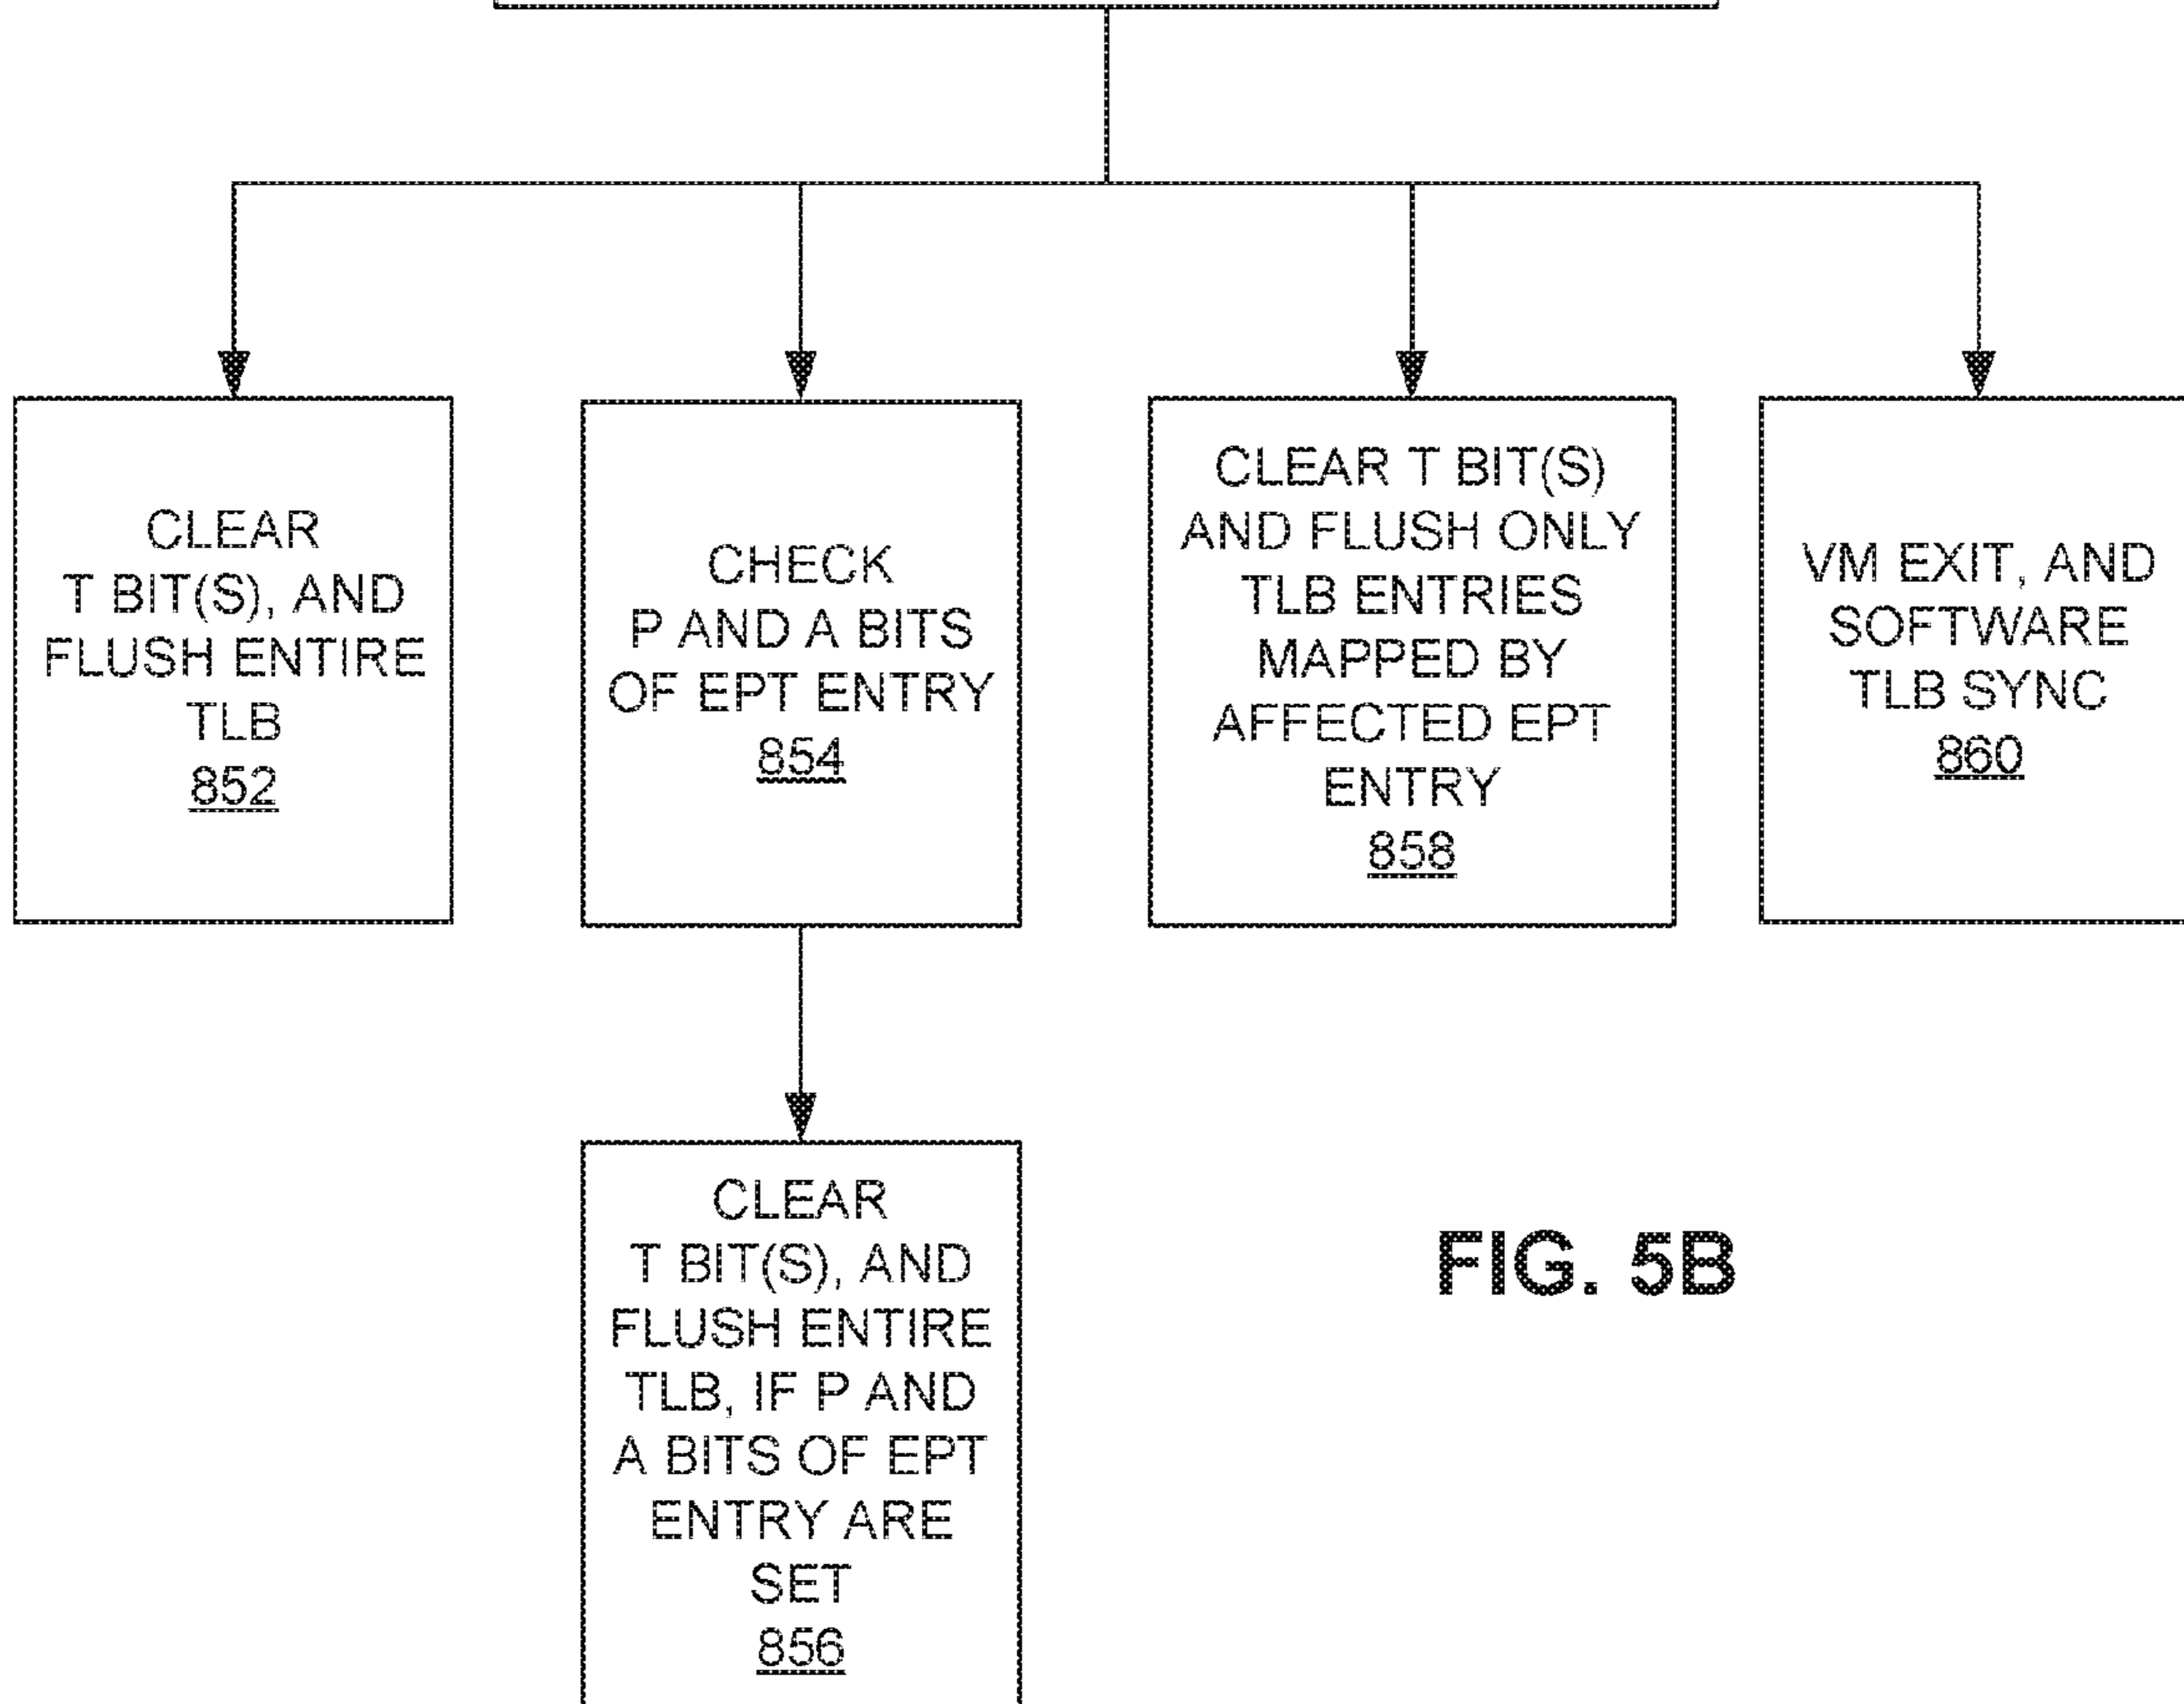 CLEAR
T BIT(S), AND
FLUSH ENTIRE
TLB
852
CHECK
P AND A BITS
OF EPT ENTRY
854
CLEAR T BIT(S)
AND FLUSH ONLY
TLB ENTRIES
MAPPED BY
AFFECTED EPT
ENTRY
858
VM EXIT, AND
SOFTWARE
TLB SYNC
860
CLEAR
T BIT(S), AND
FLUSH ENTIRE
TLB, IF P AND
A BITS OF EPT
ENTRY ARE
SET
856
FIG. 5B